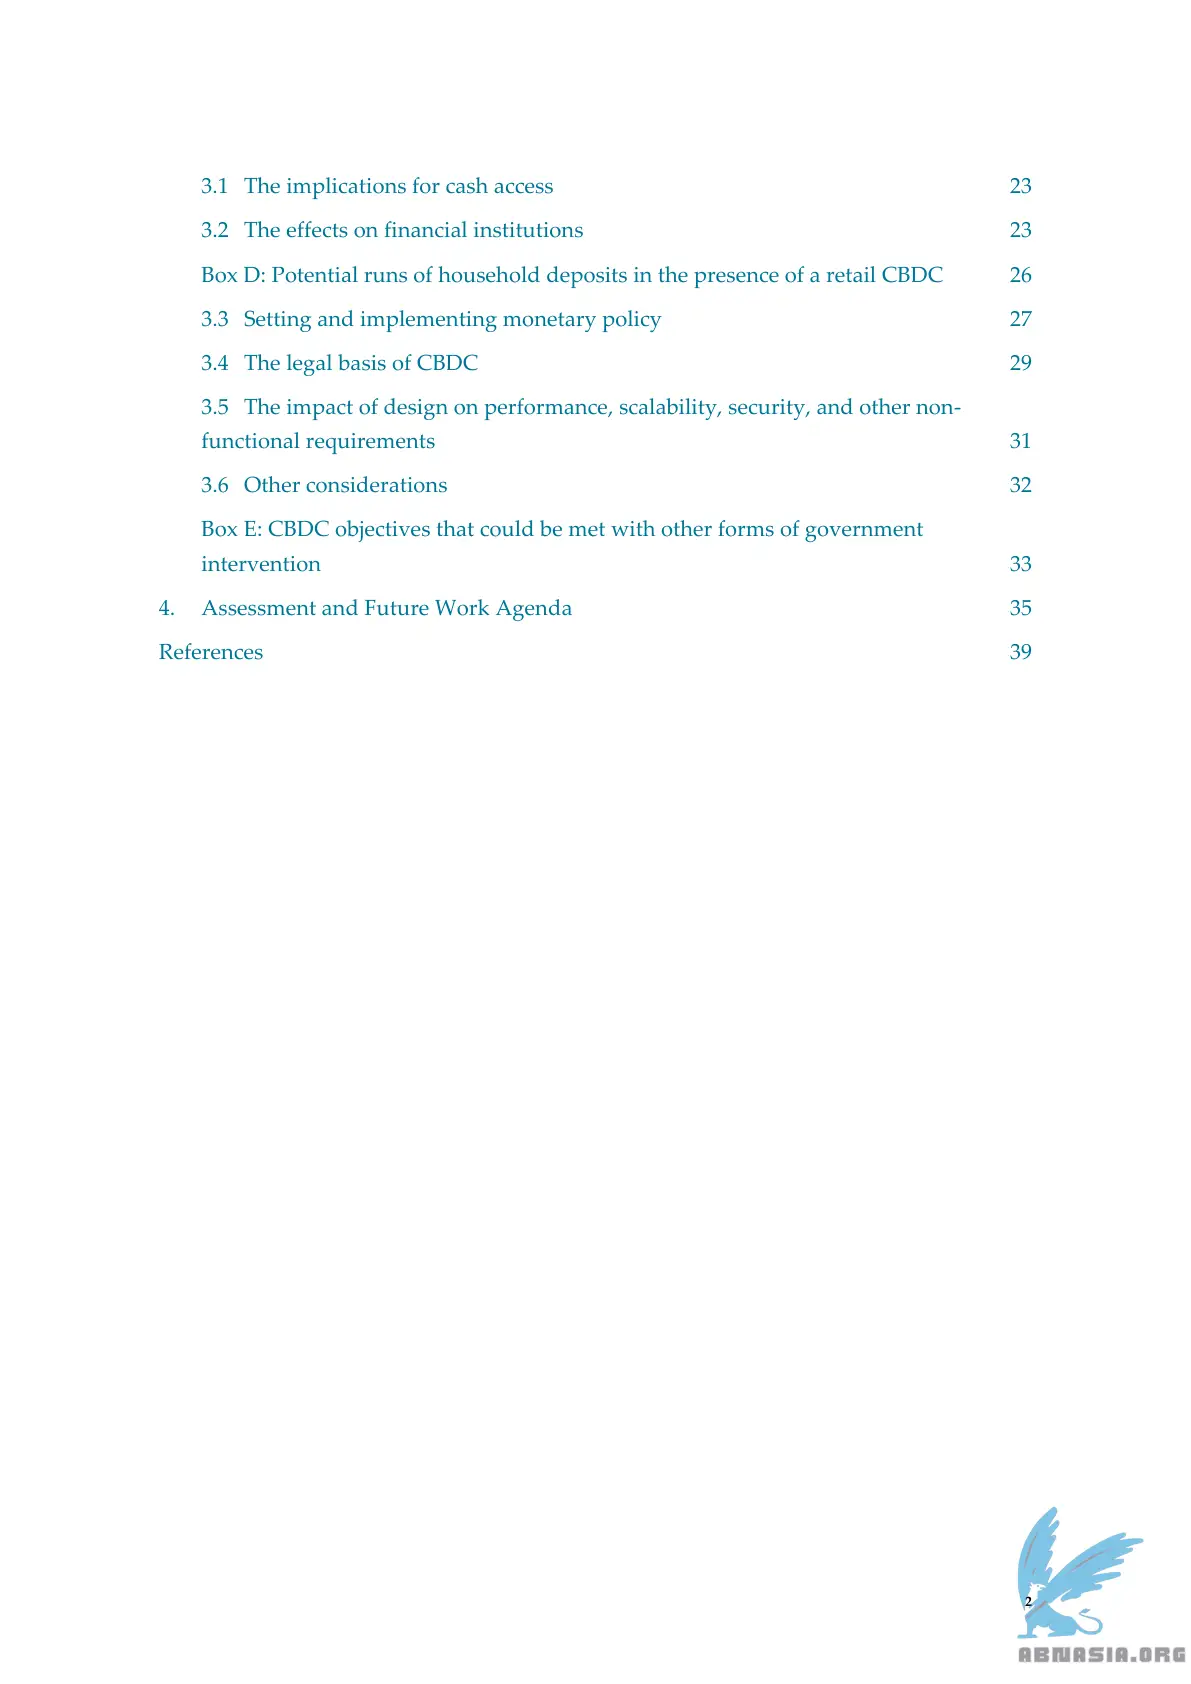 3.1 The implications for cash access 23
3.2 The effects on financial institutions 23
Box D: Potential runs of household deposits in the presence of a retail CBDC 26
3.3 Setting and implementing monetary policy 27
3.4 The legal basis of CBDC 29
3.5 The impact of design on performance, scalability, security, and other non-
functional requirements 31
3.6 Other considerations 32
Box E: CBDC objectives that could be met with other forms of government
intervention 33
4. Assessment and Future Work Agenda 35
References 39
2
ABNASIA.ORG